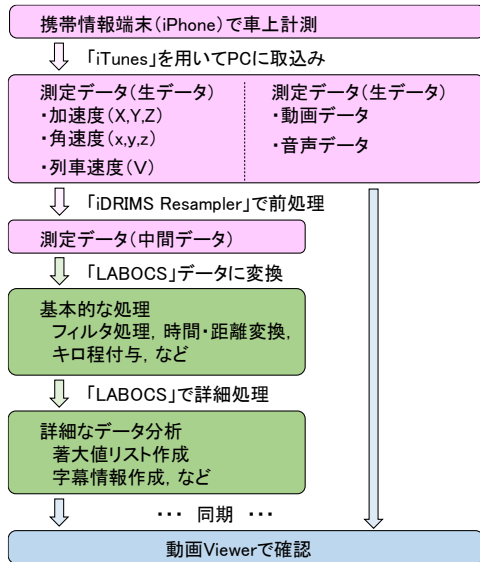 携帯情報端末(iPhone)で車上計測
「iTunes」を用いてPCに取込み
測定データ(生データ)
・加速度(X,Y,Z)
・角速度(x,y,z)
・列車速度(V)
測定データ(生データ)
・動画データ
・音声データ
「iDRIMS Resampler」で前処理
測定データ(中間データ)
「LABOCS」データに変換
基本的な処理
フィルタ処理, 時間・距離変換,
キロ程付与, など
「LABOCS」で詳細処理
詳細なデータ分析
著大値リスト作成
字幕情報作成, など
… 同期 …
動画Viewerで確認